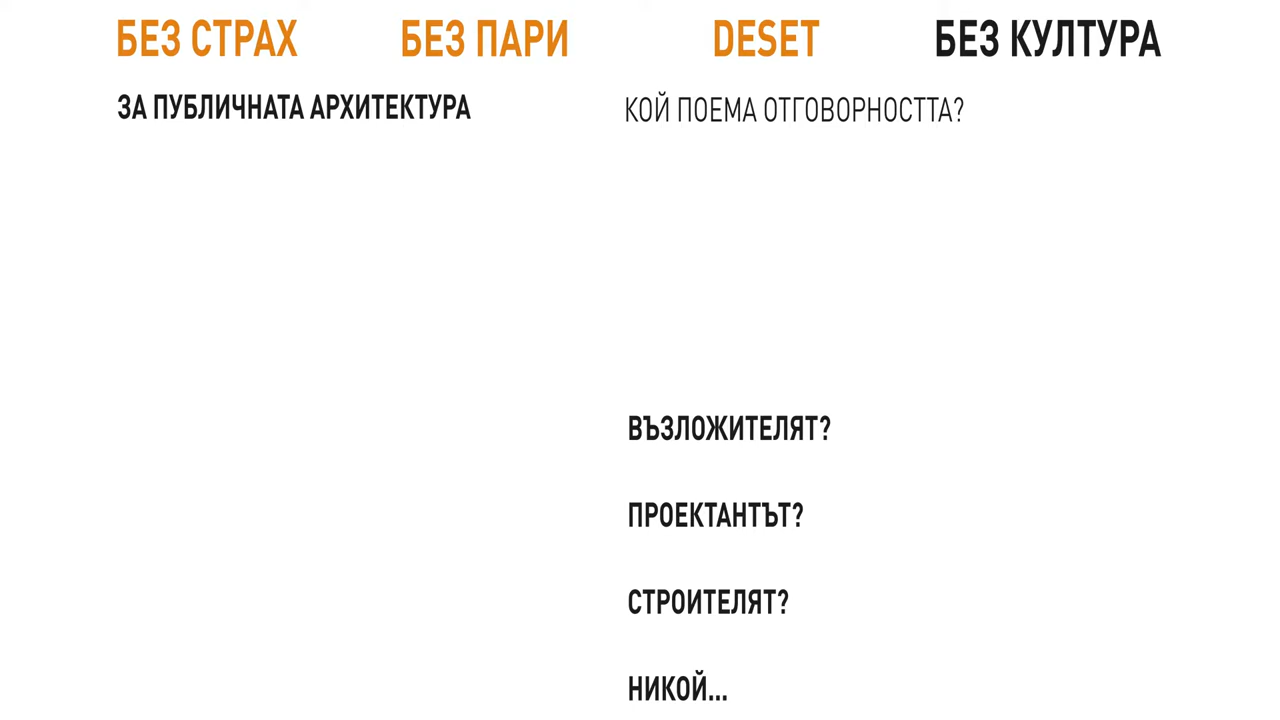 БЕЗ СТРАХ БЕЗ ПАРИ DESET БЕЗ КУЛТУРА
ЗА ПУБЛИЧНАТА АРХИТЕКТУРА
КОЙ ПОЕМА ОТГОВОРНОСТТА?
ВЪЗЛОЖИТЕЛЯТ?
ПРОЕКТАНТЪТ?
СТРОИТЕЛЯТ?
НИКОЙ...